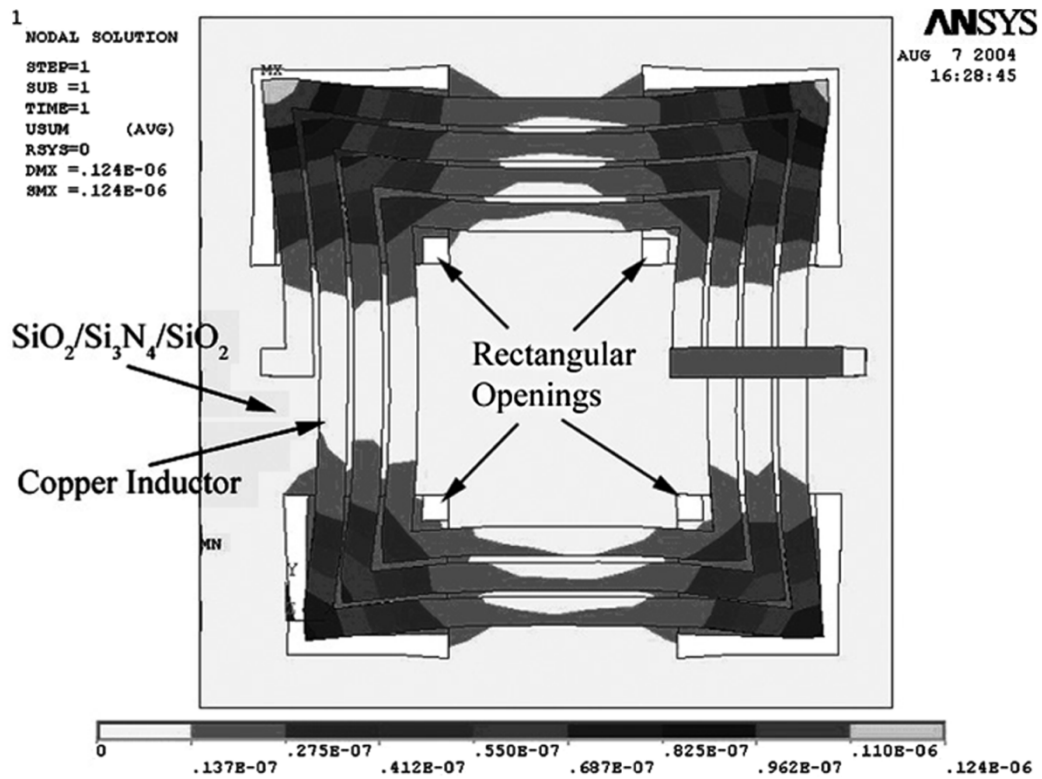 1
NODAL SOLUTION
STEP=1
SUB =1
TIME=1
USUM (AVG)
RSYS=0
DMX =.124E-06
SMX =.124E-06
ANSYS
AUG 7 2004
16:28:45
MX
SiO₂/Si₃N₄/SiO₂
Rectangular
Openings
Copper Inductor
MN
Y
0 .275E-07 .550E-07 .825E-07 .110E-06
.137E-07 .412E-07 .687E-07 .962E-07 .124E-06